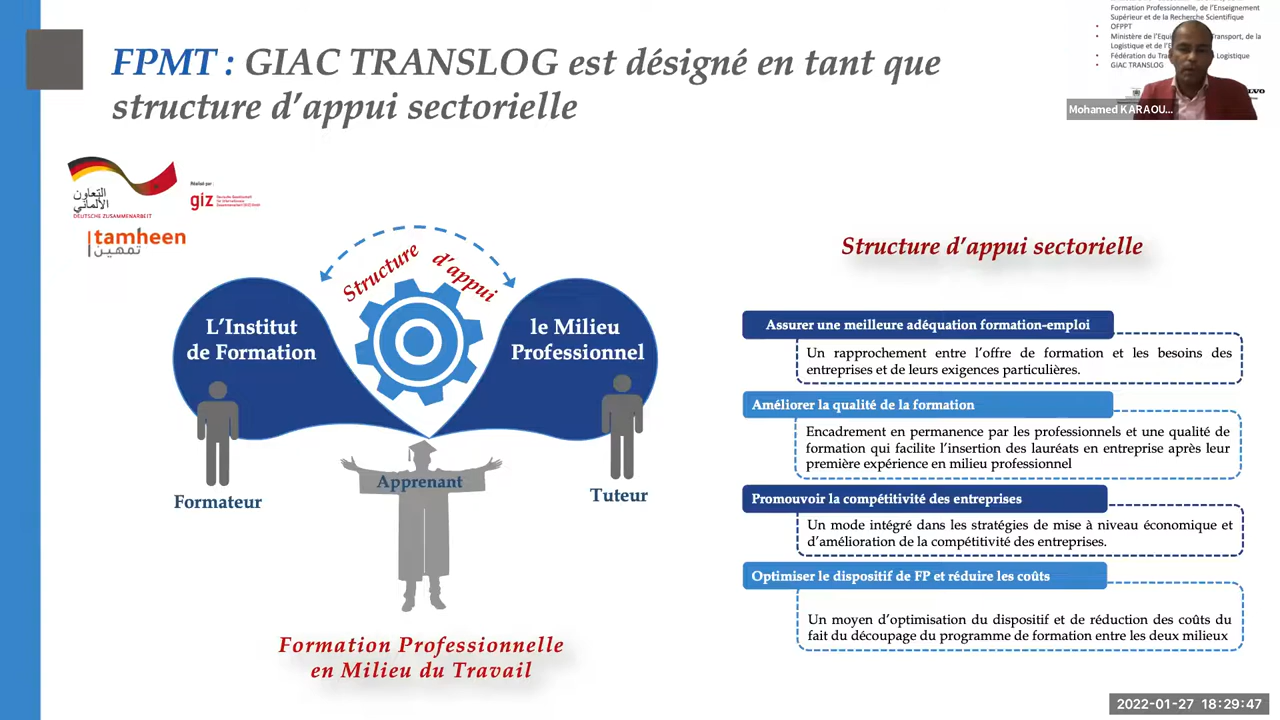 Formation Professionnelle, de l'Enseignement
Supérieur et de la Recherche Scientifique
• OFPPT
• Ministère de l'Equi Transport, de la
Logistique et de l'E
• Fédération du Tra Logistique
• GIAC TRANSLOG
Mohamed KARAOU...
FPMT : GIAC TRANSLOG est désigné en tant que
structure d'appui sectorielle
التعاون
الألماني
DEUTSCHE ZUSAMMENARBEIT
Réalisé par :
giz
tamheen
تمهين
Structure d'appui
L'Institut
de Formation
le Milieu
Professionnel
Formateur
Apprenant
Tuteur
Formation Professionnelle
en Milieu du Travail
Structure d'appui sectorielle
Assurer une meilleure adéquation formation-emploi
Un rapprochement entre l'offre de formation et les besoins des
entreprises et de leurs exigences particulières.
Améliorer la qualité de la formation
Encadrement en permanence par les professionnels et une qualité de
formation qui facilite l'insertion des lauréats en entreprise après leur
première expérience en milieu professionnel
Promouvoir la compétitivité des entreprises
Un mode intégré dans les stratégies de mise à niveau économique et
d'amélioration de la compétitivité des entreprises.
Optimiser le dispositif de FP et réduire les coûts
Un moyen d'optimisation du dispositif et de réduction des coûts du
fait du découpage du programme de formation entre les deux milieux
2022-01-27 18:29:47